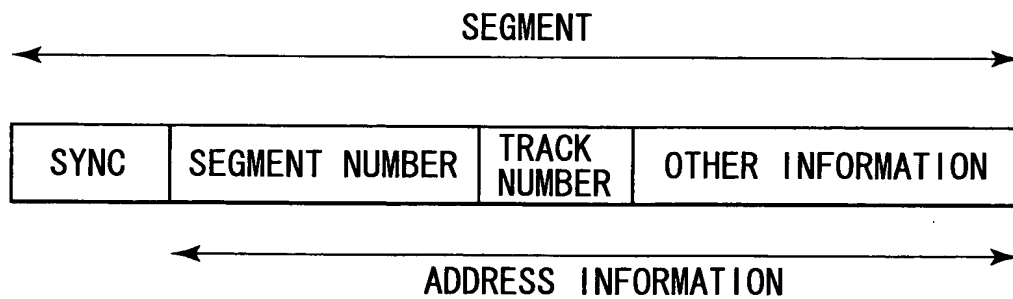 SEGMENT
SYNC
SEGMENT NUMBER
TRACK
NUMBER
OTHER INFORMATION
ADDRESS INFORMATION